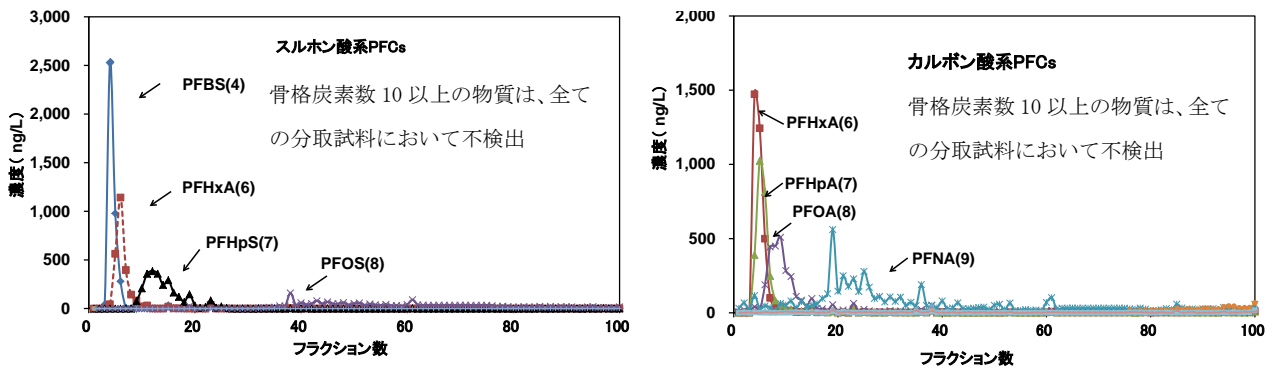 3,000
2,500
2,000
1,500
1,000
500
0
濃度( ng/L)
スルホン酸系PFCs
骨格炭素数 10 以上の物質は、全て
の分取試料において不検出
PFBS(4)
PFHxA(6)
PFHpS(7)
PFOS(8)
0
20
40
60
80
100
フラクション数
2,000
1,500
1,000
500
0
濃度( ng/L)
カルボン酸系PFCs
骨格炭素数 10 以上の物質は、全て
の分取試料において不検出
PFHxA(6)
PFHpA(7)
PFOA(8)
PFNA(9)
0
20
40
60
80
100
フラクション数